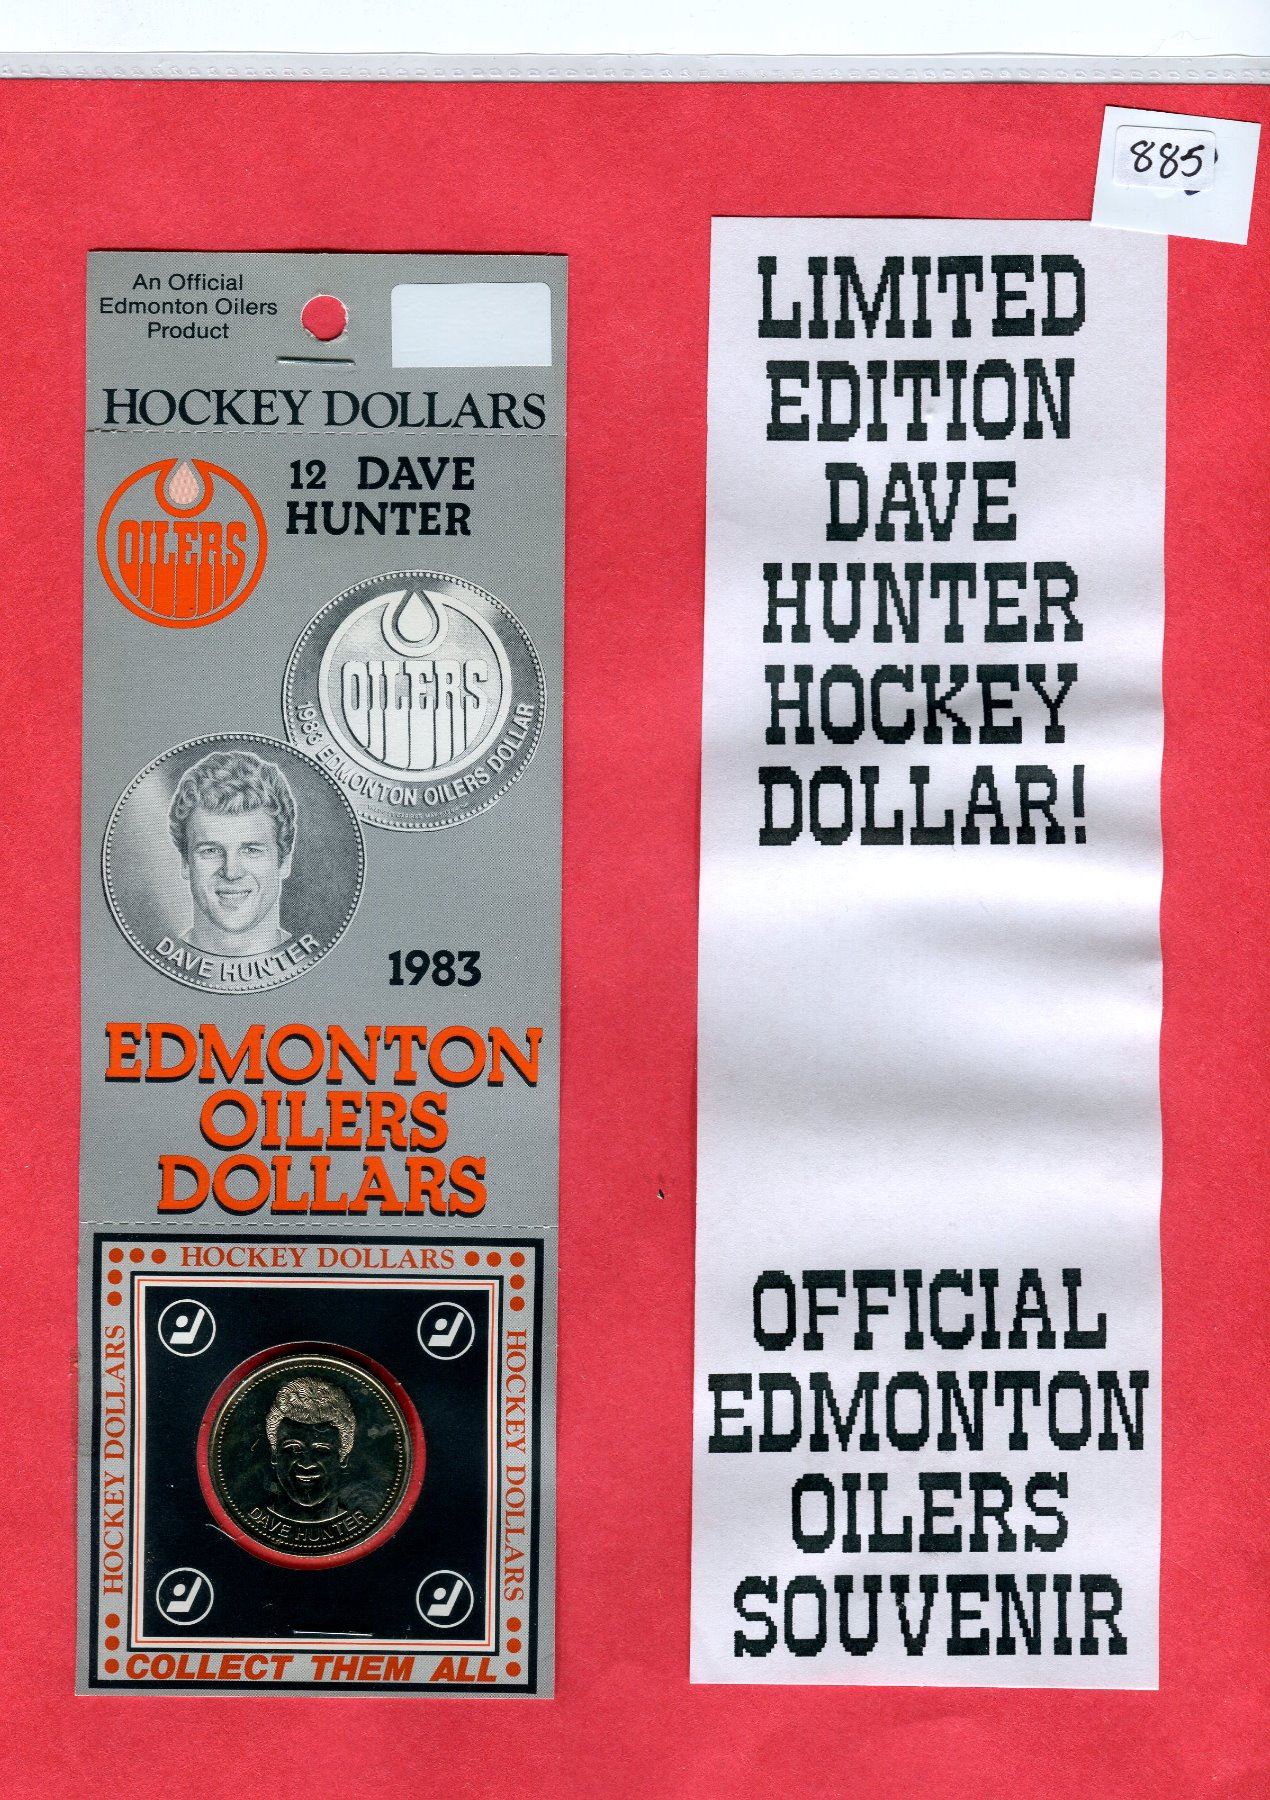 885
An Official
Edmonton Oilers
Product
HOCKEY DOLLARS
12 DAVE
HUNTER
OILERS
OILERS
1983 EDMONTON OILERS DOLLAR
DAVE HUNTER
1983
EDMONTON
OILERS
DOLLARS
HOCKEY DOLLARS
HOCKEY DOLLARS
HOCKEY DOLLARS
DAVE HUNTER
COLLECT THEM ALL
LIMITED
EDITION
DAVE
HUNTER
HOCKEY
DOLLAR!
OFFICIAL
EDMONTON
OILERS
SOUVENIR